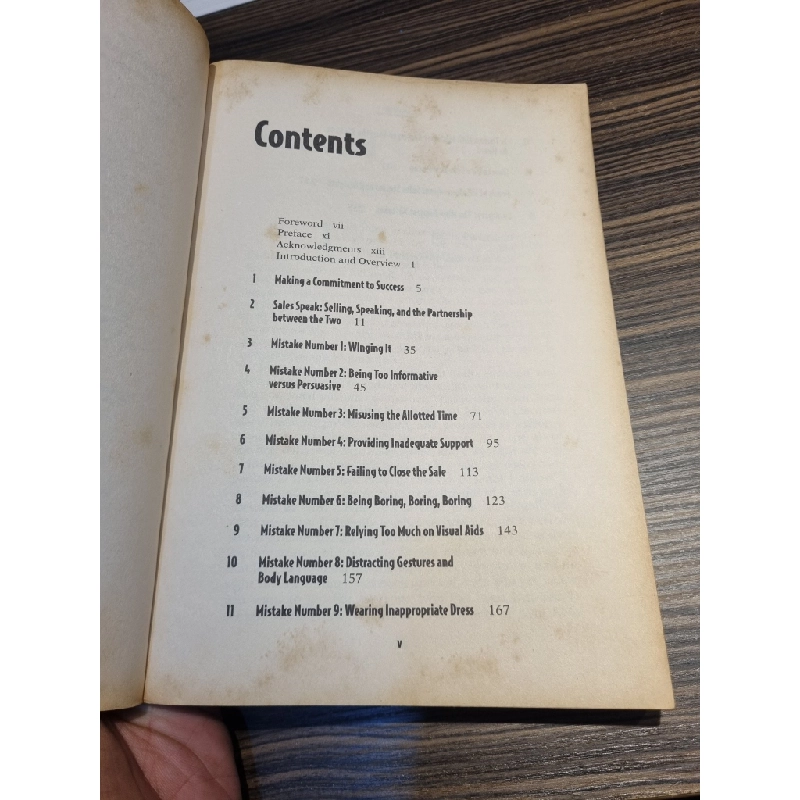 Contents
Foreword vii
Preface xi
Acknowledgments xiii
Introduction and Overview 1
1 Making a Commitment to Success 5
2 Sales Speak: Selling, Speaking, and the Partnership
between the Two 11
3 Mistake Number 1: Winging It 35
4 Mistake Number 2: Being Too Informative
versus Persuasive 45
5 Mistake Number 3: Misusing the Allotted Time 71
6 Mistake Number 4: Providing Inadequate Support 95
7 Mistake Number 5: Failing to Close the Sale 113
8 Mistake Number 6: Being Boring, Boring, Boring 123
9 Mistake Number 7: Relying Too Much on Visual Aids 143
10 Mistake Number 8: Distracting Gestures and
Body Language 157
11 Mistake Number 9: Wearing Inappropriate Dress 167
v